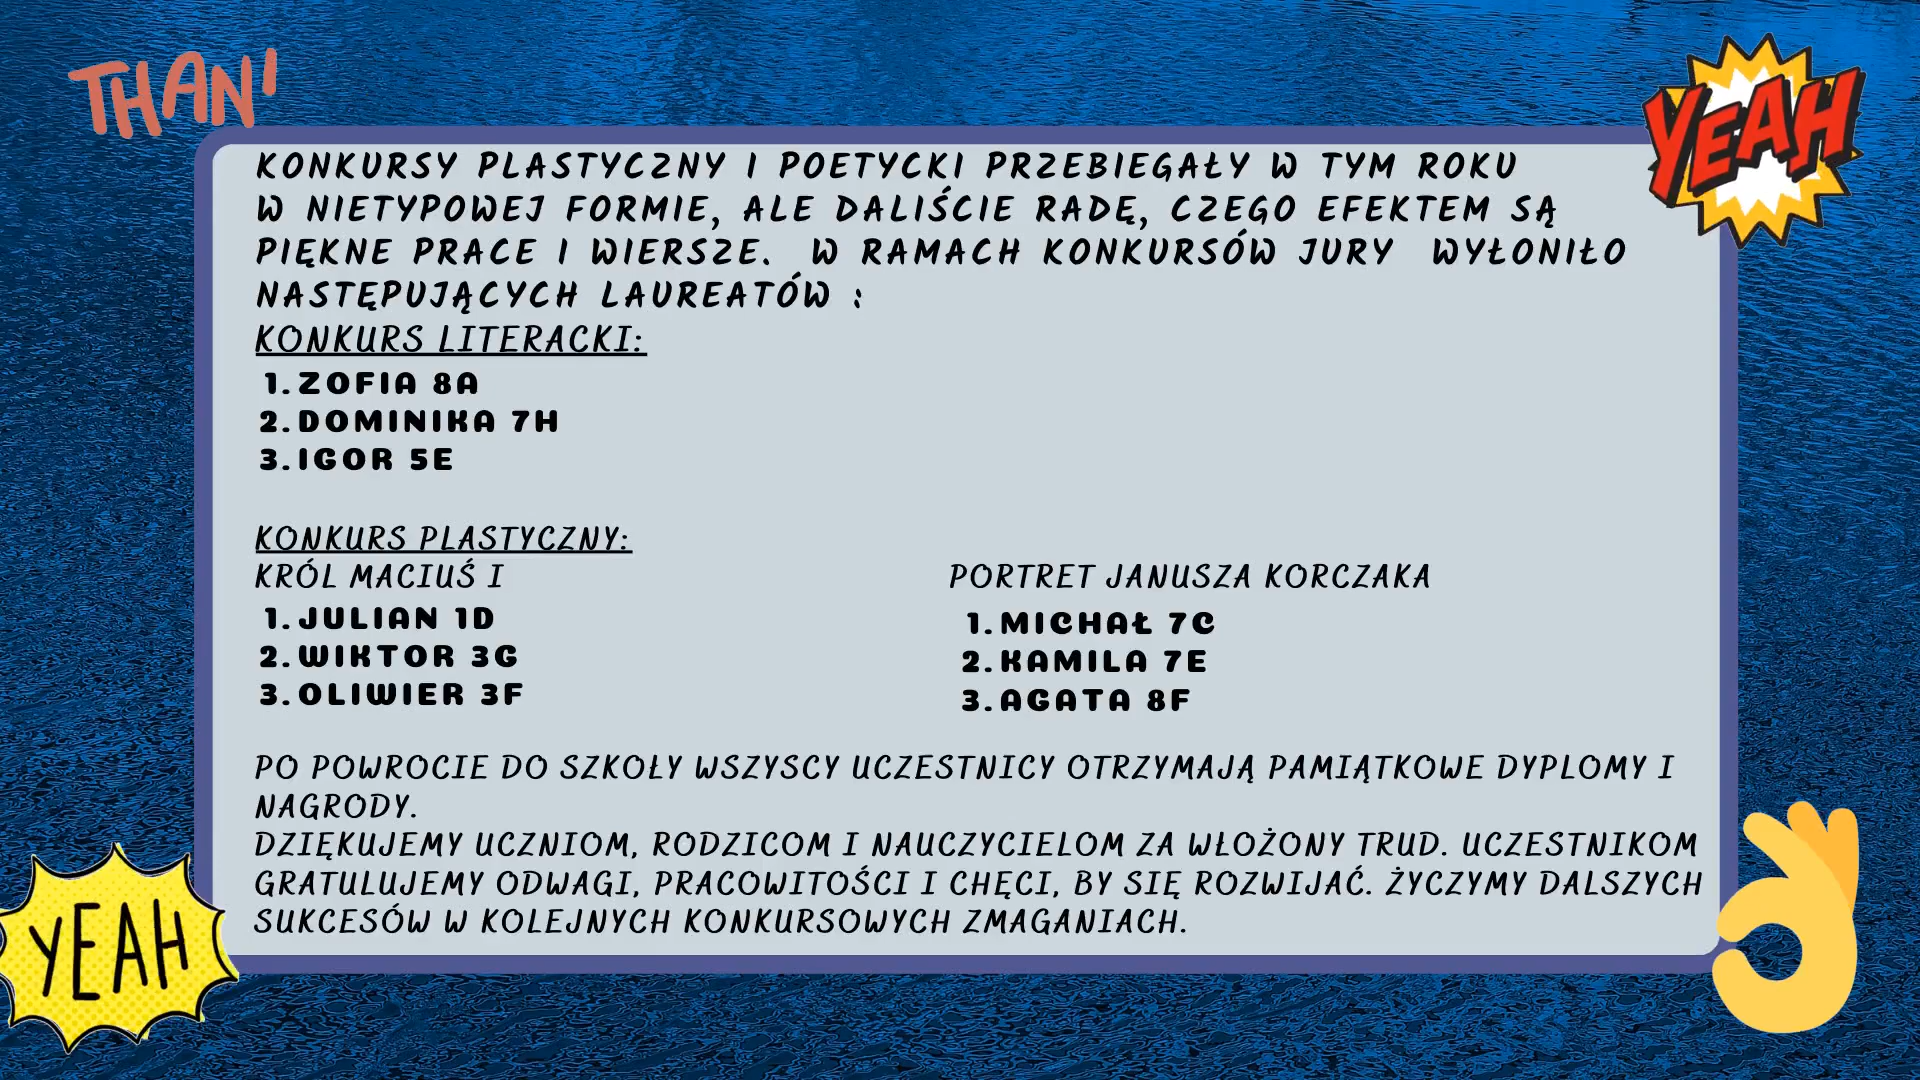 THAN
YEAH
KONKURSY PLASTYCZNY I POETYCKI PRZEBIEGAŁY W TYM ROKU
W NIETYPOWEJ FORMIE, ALE DALIŚCIE RADĘ, CZEGO EFEKTEM SĄ
PIĘKNE PRACE I WIERSZE. W RAMACH KONKURSÓW JURY WYŁONIŁO
NASTĘPUJĄCYCH LAUREATÓW :
KONKURS LITERACKI:
1. ZOFIA 8A
2. DOMINIKA 7H
3. IGOR 5E
KONKURS PLASTYCZNY:
KRÓL MACIUŚ I
1. JULIAN 1D
2. WIKTOR 3G
3. OLIWIER 3F
PORTRET JANUSZA KORCZAKA
1. MICHAŁ 7C
2. KAMILA 7E
3. AGATA 8F
PO POWROCIE DO SZKOŁY WSZYSCY UCZESTNICY OTRZYMAJĄ PAMIĄTKOWE DYPLOMY I
NAGRODY.
DZIĘKUJEMY UCZNIOM, RODZICOM I NAUCZYCIELOM ZA WŁOŻONY TRUD. UCZESTNIKOM
GRATULUJEMY ODWAGI, PRACOWITOŚCI I CHĘCI, BY SIĘ ROZWIJAĆ. ŻYCZYMY DALSZYCH
SUKCESÓW W KOLEJNYCH KONKURSOWYCH ZMAGANIACH.
YEAH